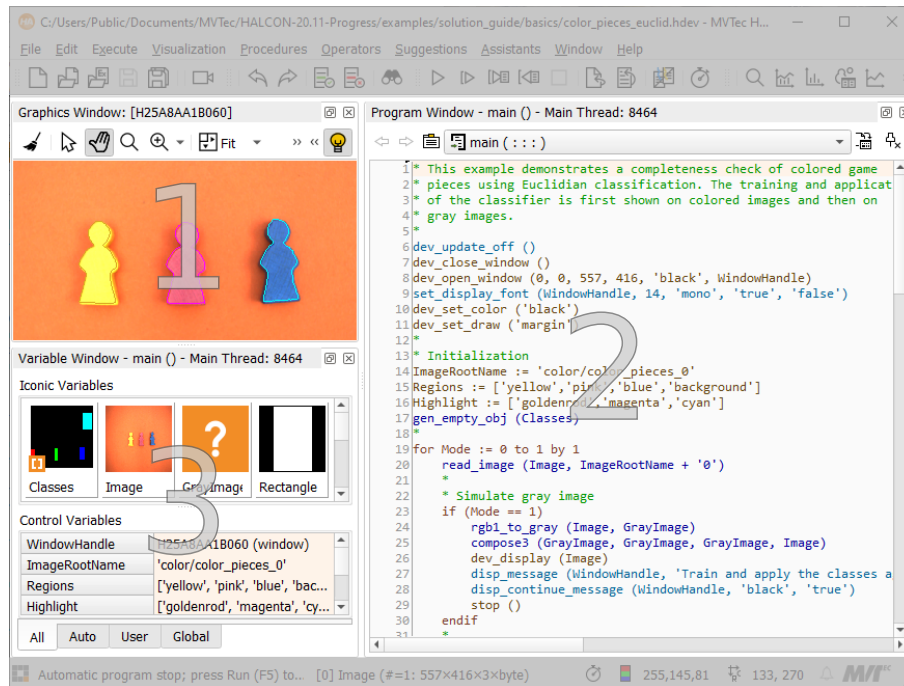 C:/Users/Public/Documents/MVTec/HALCON-20.11-Progress/examples/solution_guide/basics/color_pieces_euclid.hdev - MVTec H...
File Edit Execute Visualization Procedures Operators Suggestions Assistants Window Help
Graphics Window: [H25A8AA1B060]
Fit
1
Variable Window - main () - Main Thread: 8464
Iconic Variables
Classes Image GrayImage Rectangle
3
Control Variables
WindowHandle H25A8AA1B060 (window)
ImageRootName 'color/color_pieces_0'
Regions ['yellow', 'pink', 'blue', 'bac...
Highlight ['goldenrod', 'magenta', 'cy...
All Auto User Global
Program Window - main () - Main Thread: 8464
main ( : : : )
2
1 * This example demonstrates a completeness check of colored game
2 * pieces using Euclidian classification. The training and applicat
3 * of the classifier is first shown on colored images and then on
4 * gray images.
5 *
6 dev_update_off ()
7 dev_close_window ()
8 dev_open_window (0, 0, 557, 416, 'black', WindowHandle)
9 set_display_font (WindowHandle, 14, 'mono', 'true', 'false')
10 dev_set_color ('black')
11 dev_set_draw ('margin')
12 *
13 * Initialization
14 ImageRootName := 'color/color_pieces_0'
15 Regions := ['yellow','pink','blue','background']
16 Highlight := ['goldenrod','magenta','cyan']
17 gen_empty_obj (Classes)
18 *
19 for Mode := 0 to 1 by 1
20 read_image (Image, ImageRootName + '0')
21 *
22 * Simulate gray image
23 if (Mode == 1)
24 rgb1_to_gray (Image, GrayImage)
25 compose3 (GrayImage, GrayImage, GrayImage, Image)
26 dev_display (Image)
27 disp_message (WindowHandle, 'Train and apply the classes a
28 disp_continue_message (WindowHandle, 'black', 'true')
29 stop ()
30 endif
31 *
Automatic program stop; press Run (F5) to... [0] Image (#=1: 557×416×3×byte) 255,145,81 133, 270